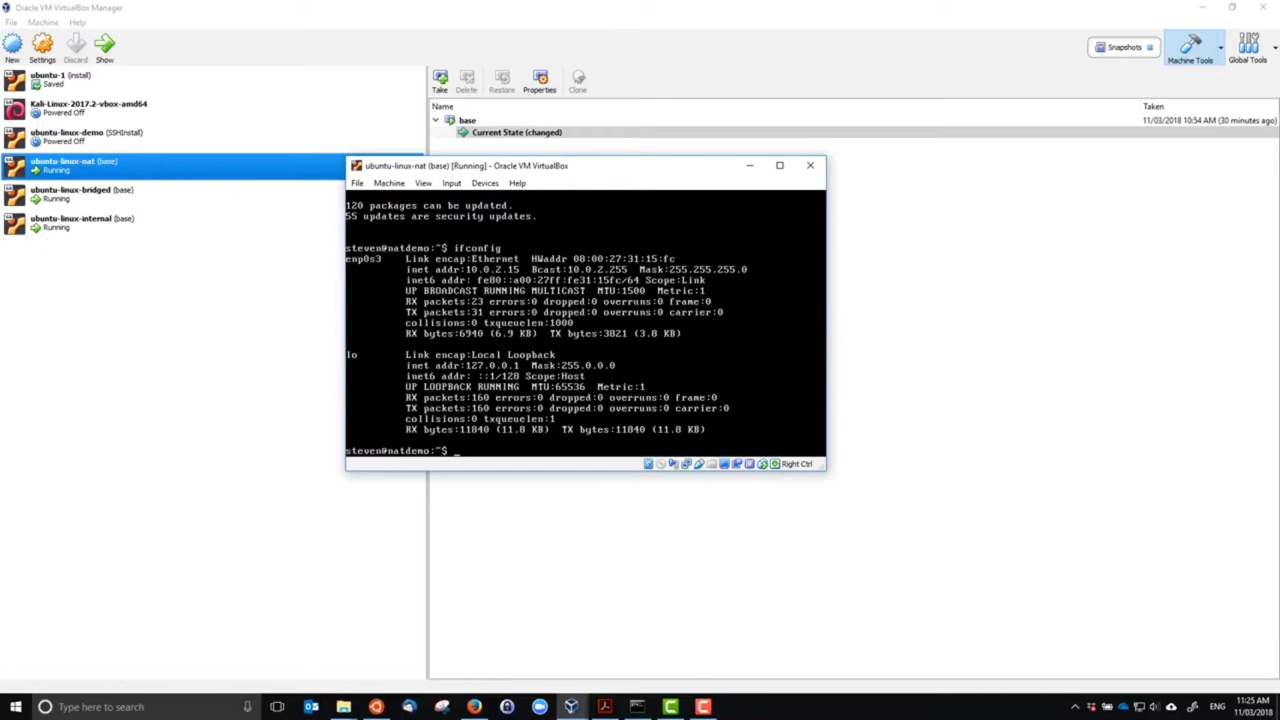 Oracle VM VirtualBox Manager
File Machine Help
New Settings Discard Show
Snapshots
Machine Tools
Global Tools
ubuntu-1 (install)
Saved
Kali-Linux-2017.2-vbox-amd64
Powered Off
ubuntu-linux-demo (SSHInstall)
Powered Off
ubuntu-linux-nat (base)
Running
ubuntu-linux-bridged (base)
Running
ubuntu-linux-internal (base)
Running
Take Delete Restore Properties Clone
Name Taken
base 11/03/2018 10:54 AM (30 minutes ago)
Current State (changed)
ubuntu-linux-nat (base) [Running] - Oracle VM VirtualBox
File Machine View Input Devices Help
120 packages can be updated.
55 updates are security updates.
steven@natdemo:~$ ifconfig
enp0s3 Link encap:Ethernet HWaddr 08:00:27:31:15:fc
inet addr:10.0.2.15 Bcast:10.0.2.255 Mask:255.255.255.0
inet6 addr: fe80::a00:27ff:fe31:15fc/64 Scope:Link
UP BROADCAST RUNNING MULTICAST MTU:1500 Metric:1
RX packets:23 errors:0 dropped:0 overruns:0 frame:0
TX packets:31 errors:0 dropped:0 overruns:0 carrier:0
collisions:0 txqueuelen:1000
RX bytes:6940 (6.9 KB) TX bytes:3821 (3.8 KB)
lo Link encap:Local Loopback
inet addr:127.0.0.1 Mask:255.0.0.0
inet6 addr: ::1/128 Scope:Host
UP LOOPBACK RUNNING MTU:65536 Metric:1
RX packets:160 errors:0 dropped:0 overruns:0 frame:0
TX packets:160 errors:0 dropped:0 overruns:0 carrier:0
collisions:0 txqueuelen:1
RX bytes:11840 (11.8 KB) TX bytes:11840 (11.8 KB)
steven@natdemo:~$ _
Right Ctrl
Type here to search
ENG
11:25 AM
11/03/2018